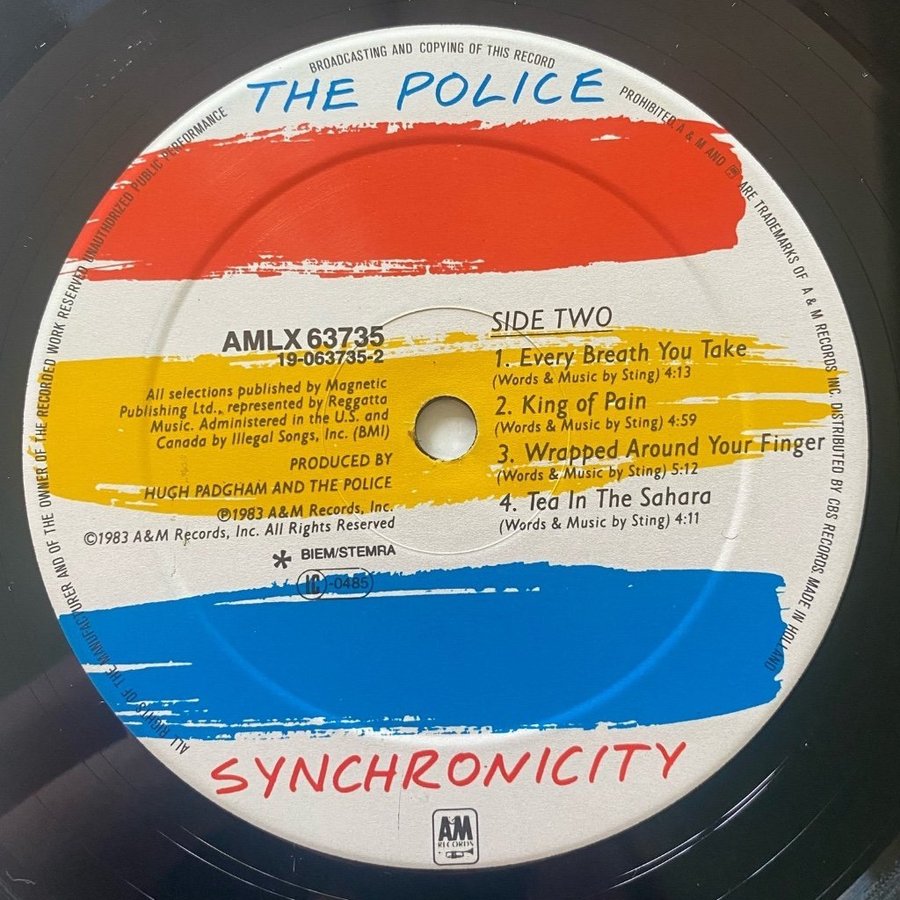 THE POLICE
AMLX 63735
19-063735-2
All selections published by Magnetic
Publishing Ltd., represented by Reggatta
Music. Administered in the U.S. and
Canada by Illegal Songs, Inc. (BMI)
PRODUCED BY
HUGH PADGHAM AND THE POLICE
℗1983 A&M Records, Inc.
©1983 A&M Records, Inc. All Rights Reserved
* BIEM/STEMRA
LC -0485
SIDE TWO
1. Every Breath You Take
(Words & Music by Sting) 4:13
2. King of Pain
(Words & Music by Sting) 4:59
3. Wrapped Around Your Finger
(Words & Music by Sting) 5:12
4. Tea In The Sahara
(Words & Music by Sting) 4:11
SYNCHRONICITY
AM
RECORDS
ALL RIGHTS OF THE MANUFACTURER AND OF THE OWNER OF THE RECORDED WORK RESERVED UNAUTHORIZED PUBLIC PERFORMANCE BROADCASTING AND COPYING OF THIS RECORD PROHIBITED A & M AND ARE TRADEMARKS OF A & M RECORDS INC. DISTRIBUTED BY CBS RECORDS MADE IN HOLLAND